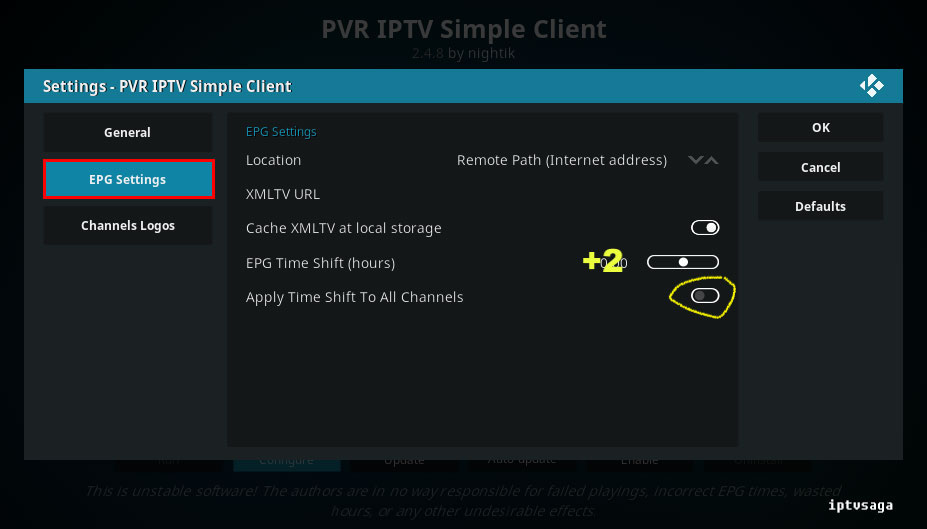 PVR IPTV Simple Client
2.4.8 by nightik
Settings - PVR IPTV Simple Client
General
EPG Settings
Channels Logos
EPG Settings
Location Remote Path (Internet address)
XMLTV URL
Cache XMLTV at local storage
EPG Time Shift (hours) +2
Apply Time Shift To All Channels
OK
Cancel
Defaults
Run Configure Update Auto-update Enable Uninstall
This is unstable software! The authors are in no way responsible for failed playings, incorrect EPG times, wasted
hours, or any other undesirable effects.
iptvsaga